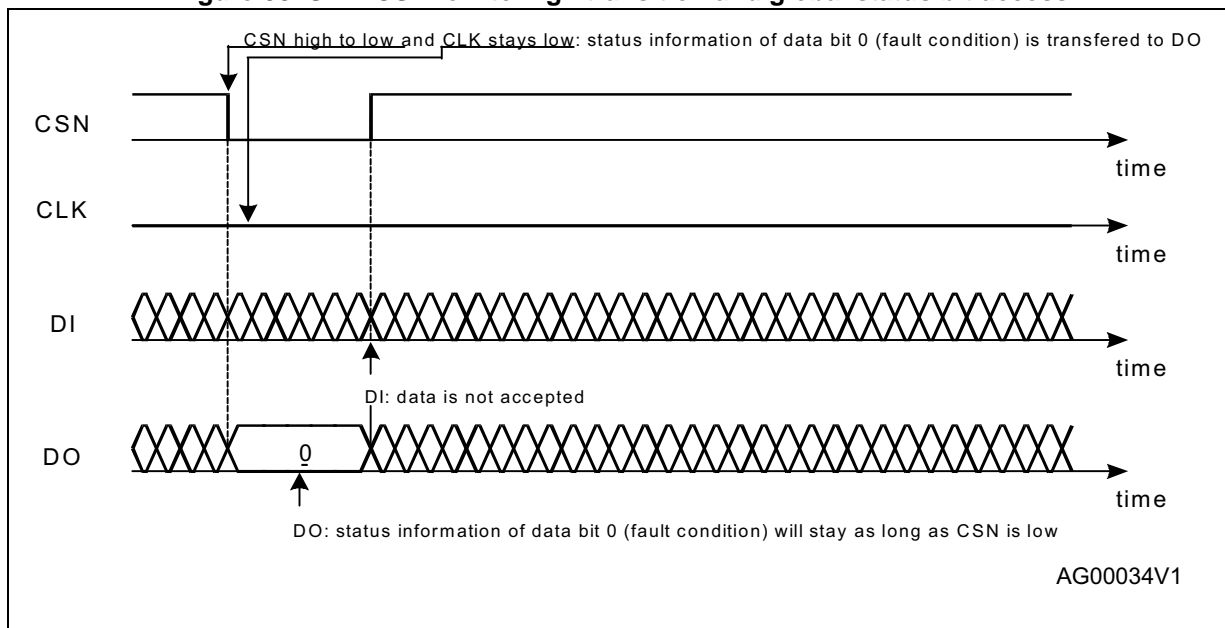 CSN high to low and CLK stays low: status information of data bit 0 (fault condition) is transfered to DO
CSN
time
CLK
time
DI
time
DI: data is not accepted
DO
0
time
DO: status information of data bit 0 (fault condition) will stay as long as CSN is low
AG00034V1